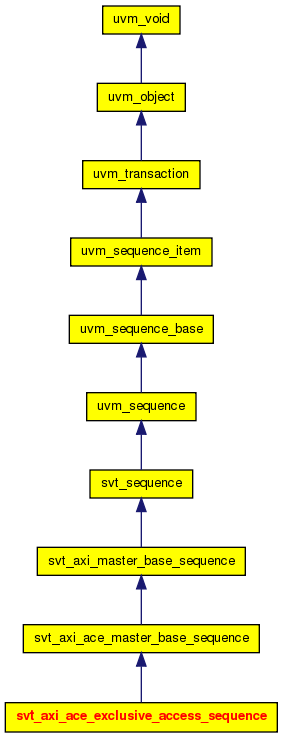 uvm_void
uvm_object
uvm_transaction
uvm_sequence_item
uvm_sequence_base
uvm_sequence
svt_sequence
svt_axi_master_base_sequence
svt_axi_ace_master_base_sequence
svt_axi_ace_exclusive_access_sequence